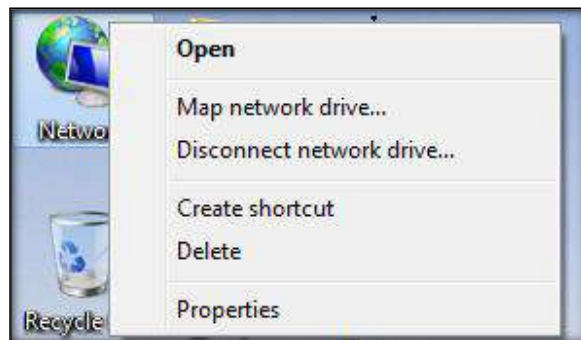 Open
Map network drive...
Disconnect network drive...
Create shortcut
Delete
Properties
Netwo
Recycle